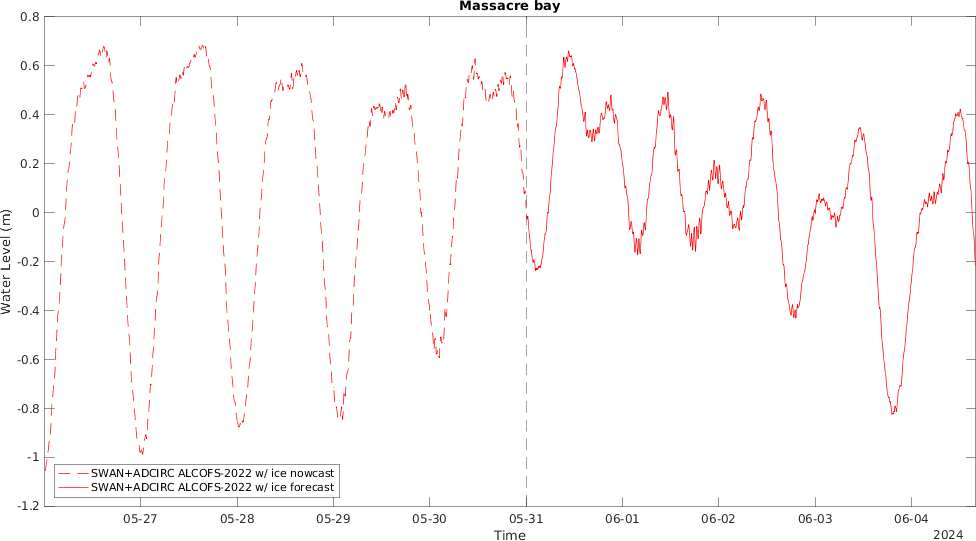 Massacre bay
0.8
0.6
0.4
0.2
0
-0.2
-0.4
-0.6
-0.8
-1
-1.2
Water Level (m)
SWAN+ADCIRC ALCOFS-2022 w/ ice nowcast
SWAN+ADCIRC ALCOFS-2022 w/ ice forecast
05-27 05-28 05-29 05-30 05-31 06-01 06-02 06-03 06-04
Time
2024